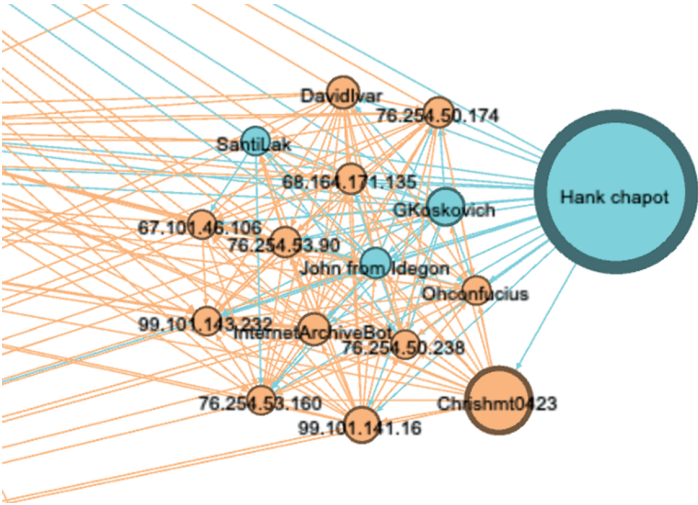 DavidIvar
76.254.50.174
SantiLak
68.164.171.135
Hank chapot
GKoskovich
67.101.46.106
76.254.53.90
John from Idegon
Ohconfucius
99.101.143.232
InternetArchiveBot
76.254.50.238
76.254.53.160
Chrishmt0423
99.101.141.16